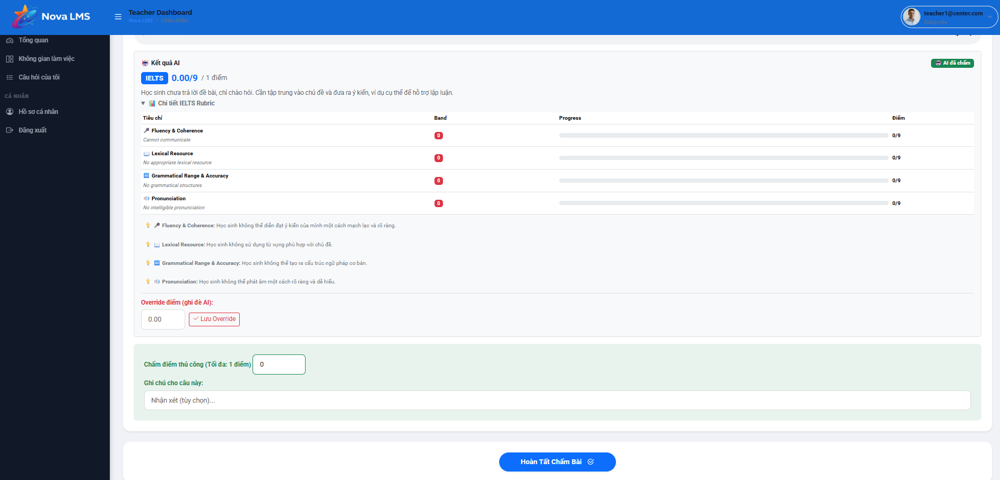 Nova LMS
Teacher Dashboard
Nova LMS > Chấm Điểm
teacher1@center.com
Giảng viên
Tổng quan
Không gian làm việc
Câu hỏi của tôi
CÁ NHÂN
Hồ sơ cá nhân
Đăng xuất
Kết quả AI
AI đã chấm
IELTS 0.00/9 / 1 điểm
Học sinh chưa trả lời đề bài, chỉ chào hỏi. Cần tập trung vào chủ đề và đưa ra ý kiến, ví dụ cụ thể để hỗ trợ lập luận.
Chi tiết IELTS Rubric
Tiêu chí Band Progress Điểm
Fluency & Coherence
Cannot communicate
0 0/9
Lexical Resource
No appropriate lexical resource
0 0/9
Grammatical Range & Accuracy
No grammatical structures
0 0/9
Pronunciation
No intelligible pronunciation
0 0/9
Fluency & Coherence: Học sinh không thể diễn đạt ý kiến của mình một cách mạch lạc và rõ ràng.
Lexical Resource: Học sinh không sử dụng từ vựng phù hợp với chủ đề.
Grammatical Range & Accuracy: Học sinh không thể tạo ra cấu trúc ngữ pháp cơ bản.
Pronunciation: Học sinh không thể phát âm một cách rõ ràng và dễ hiểu.
Override điểm (ghi đè AI):
0.00 Lưu Override
Chấm điểm thủ công (Tối đa: 1 điểm) 0
Ghi chú cho câu này:
Nhận xét (tùy chọn)...
Hoàn Tất Chấm Bài